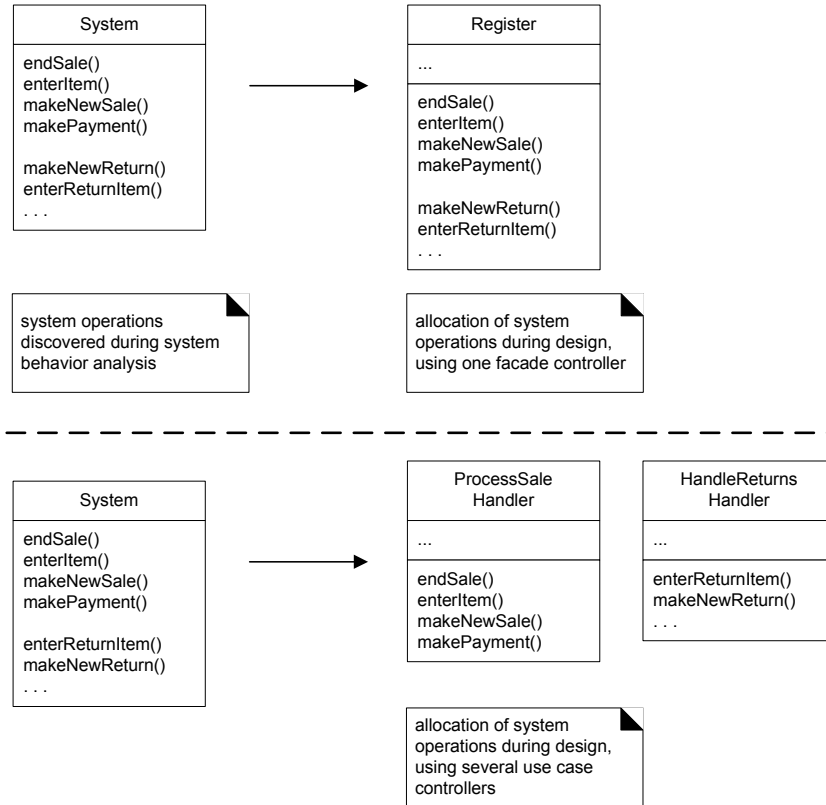 System
endSale()
enterItem()
makeNewSale()
makePayment()
makeNewReturn()
enterReturnItem()
. . .
Register
...
endSale()
enterItem()
makeNewSale()
makePayment()
makeNewReturn()
enterReturnItem()
. . .
system operations
discovered during system
behavior analysis
allocation of system
operations during design,
using one facade controller
System
endSale()
enterItem()
makeNewSale()
makePayment()
enterReturnItem()
makeNewReturn()
. . .
ProcessSale
Handler
...
endSale()
enterItem()
makeNewSale()
makePayment()
HandleReturns
Handler
...
enterReturnItem()
makeNewReturn()
. . .
allocation of system
operations during design,
using several use case
controllers